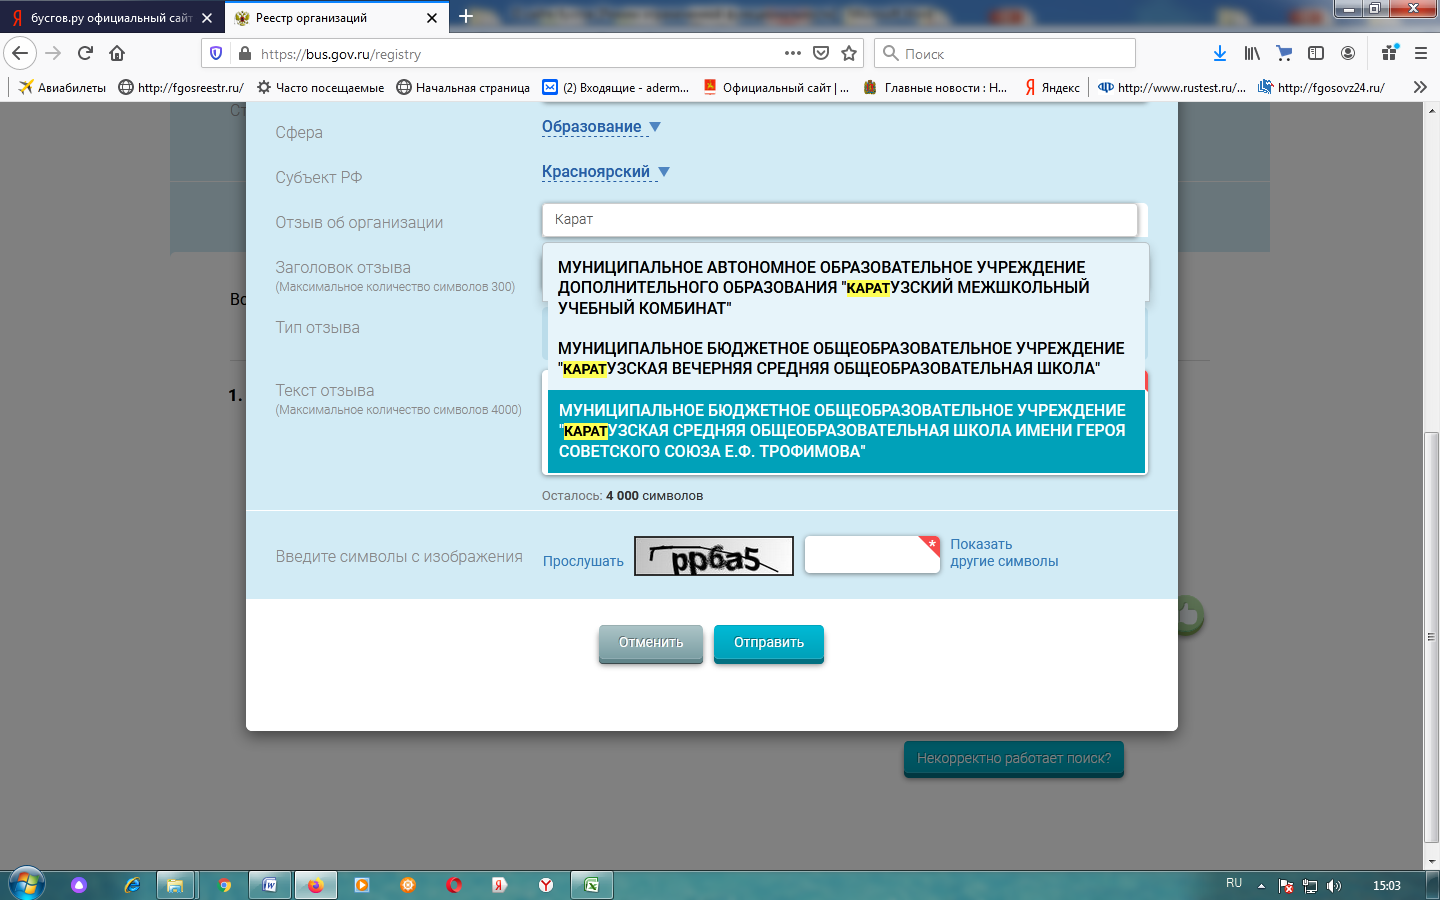 бусгов.ру официальный сайт
Реестр организаций
https://bus.gov.ru/registry
Поиск
Авиабилеты
http://fgosreestr.ru/
Часто посещаемые
Начальная страница
(2) Входящие - aderm...
Официальный сайт | ...
Главные новости : Н...
Яндекс
http://www.rustest.ru/...
http://fgosovz24.ru/
Ст
Сфера
Образование
Субъект РФ
Красноярский
Отзыв об организации
Карат
Заголовок отзыва
(Максимальное количество символов 300)
МУНИЦИПАЛЬНОЕ АВТОНОМНОЕ ОБРАЗОВАТЕЛЬНОЕ УЧРЕЖДЕНИЕ
ДОПОЛНИТЕЛЬНОГО ОБРАЗОВАНИЯ "КАРАТУЗСКИЙ МЕЖШКОЛЬНЫЙ
УЧЕБНЫЙ КОМБИНАТ"
Вс
Тип отзыва
МУНИЦИПАЛЬНОЕ БЮДЖЕТНОЕ ОБЩЕОБРАЗОВАТЕЛЬНОЕ УЧРЕЖДЕНИЕ
"КАРАТУЗСКАЯ ВЕЧЕРНЯЯ СРЕДНЯЯ ОБЩЕОБРАЗОВАТЕЛЬНАЯ ШКОЛА"
1.
Текст отзыва
(Максимальное количество символов 4000)
МУНИЦИПАЛЬНОЕ БЮДЖЕТНОЕ ОБЩЕОБРАЗОВАТЕЛЬНОЕ УЧРЕЖДЕНИЕ
"КАРАТУЗСКАЯ СРЕДНЯЯ ОБЩЕОБРАЗОВАТЕЛЬНАЯ ШКОЛА ИМЕНИ ГЕРОЯ
СОВЕТСКОГО СОЮЗА Е.Ф. ТРОФИМОВА"
Осталось: 4 000 символов
Введите символы с изображения
Прослушать
рр6а5
*
Показать
другие символы
Отменить
Отправить
Некорректно работает поиск?
RU
15:03